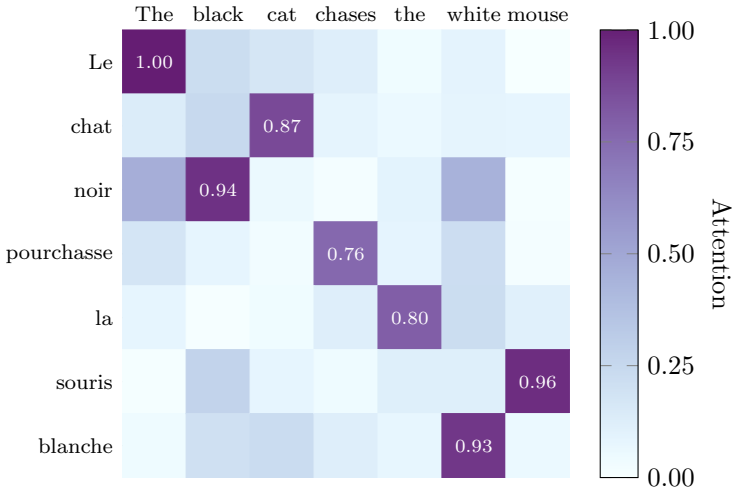 The black cat chases the white mouse
Le 1.00
chat 0.87
noir 0.94
pourchasse 0.76
la 0.80
souris 0.96
blanche 0.93
1.00
0.75
0.50
0.25
0.00
Attention